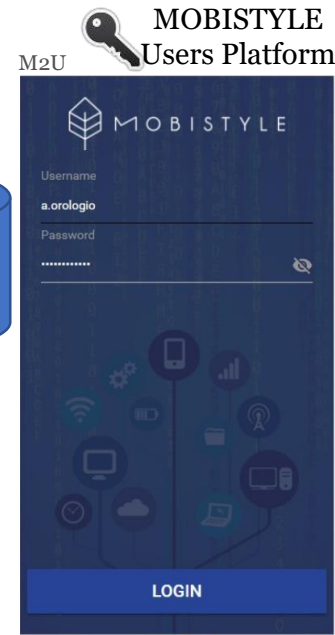 MOBISTYLE
M2U
Users Platform
MOBISTYLE
Username
a.orologio
Password
••••••••••••
LOGIN